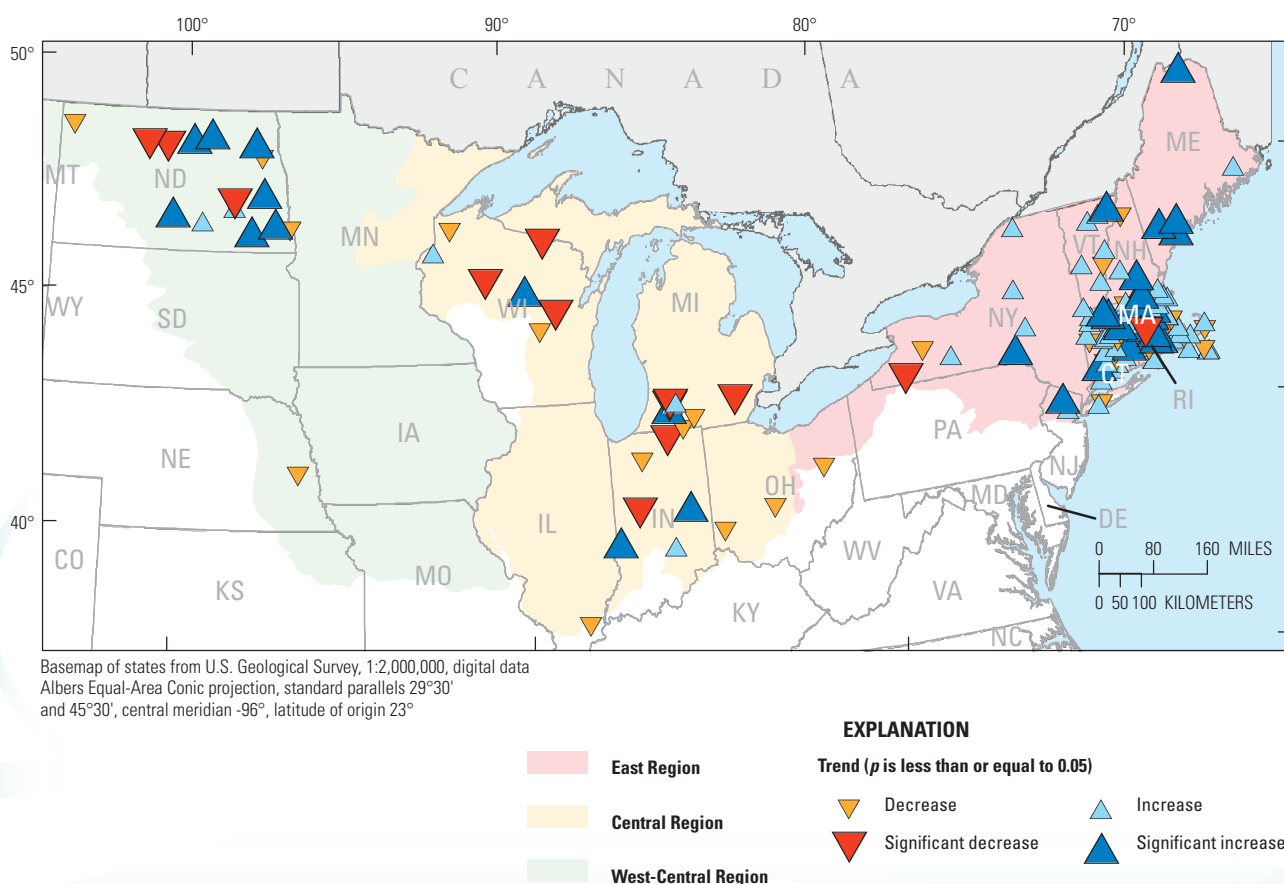 100° 90° 80° 70°
50°
C A N A D A
ME
MT ND
MN
VT NH
45°
WY
SD
WI
MI
NY
MA
CT
RI
IA
PA
NE
NJ
OH
MD
IL IN
DE
40°
0 80 160 MILES
WV
CO
KS
MO
VA
0 50 100 KILOMETERS
KY
NC
Basemap of states from U.S. Geological Survey, 1:2,000,000, digital data
Albers Equal-Area Conic projection, standard parallels 29°30'
and 45°30', central meridian -96°, latitude of origin 23°
EXPLANATION
East Region
Central Region
West-Central Region
Trend (p is less than or equal to 0.05)
Decrease
Increase
Significant decrease
Significant increase